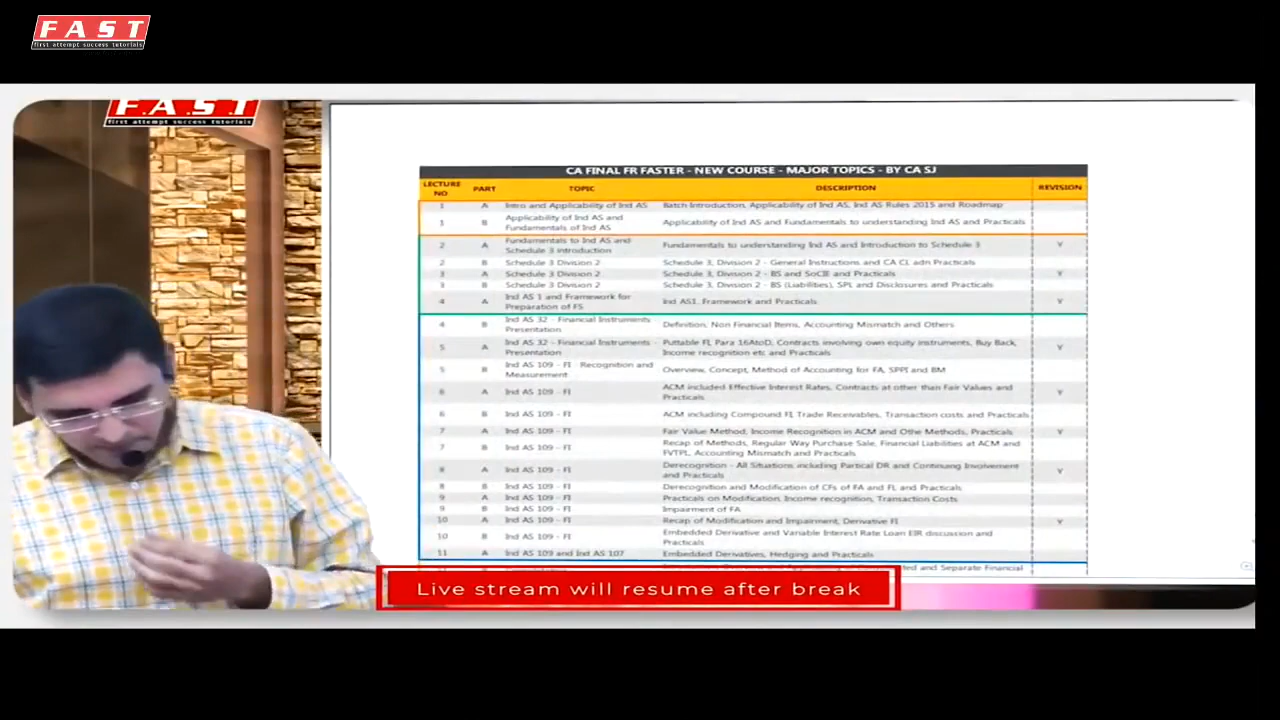 FAST
first attempt success tutorials
F.A.S.T
first attempt success tutorials
CA FINAL FR FASTER - NEW COURSE - MAJOR TOPICS - BY CA SJ
LECTURE NO PART TOPIC DESCRIPTION REVISION
1 A Intro and Applicability of Ind AS Batch Introduction, Applicability of Ind AS, Ind AS Rules 2015 and Roadmap
1 B Applicability of Ind AS and Fundamentals of Ind AS Applicability of Ind AS and Fundamentals to understanding Ind AS and Practicals
2 A Fundamentals to Ind AS and Schedule 3 introduction Fundamentals to understanding Ind AS and Introduction to Schedule 3 Y
2 B Schedule 3 Division 2 Schedule 3, Division 2 - General Instructions and CA CL adn Practicals
3 A Schedule 3 Division 2 Schedule 3, Division 2 - BS and SoCIE and Practicals Y
3 B Schedule 3 Division 2 Schedule 3, Division 2 - BS (Liabilities), SPL and Disclosures and Practicals
4 A Ind AS 1 and Framework for Preparation of FS Ind AS1, Framework and Practicals Y
4 B Ind AS 32 - Financial Instruments Presentation Definition, Non Financial Items, Accounting Mismatch and Others
5 A Ind AS 32 - Financial Instruments - Presentation Puttable FI, Para 16AtoD, Contracts involving own equity instruments, Buy Back, Income recognition etc and Practicals Y
5 B Ind AS 109 - FI Recognition and Measurement Overview, Concept, Method of Accounting for FA, SPPI and BM
6 A Ind AS 109 - FI ACM included Effective Interest Rates, Contracts at other than Fair Values and Practicals Y
6 B Ind AS 109 - FI ACM including Compound FI, Trade Receivables, Transaction costs and Practicals
7 A Ind AS 109 - FI Fair Value Method, Income Recognition in ACM and Othe Methods, Practicals Y
7 B Ind AS 109 - FI Recap of Methods, Regular Way Purchase Sale, Financial Liabilities at ACM and FVTPL, Accounting Mismatch and Practicals
8 A Ind AS 109 - FI Derecognition - All Situations including Partical DR and Continuing Involvement and Practicals Y
8 B Ind AS 109 - FI Derecognition and Modification of CFs of FA and FL and Practicals
9 A Ind AS 109 - FI Practicals on Modification, Income recognition, Transaction Costs
9 B Ind AS 109 - FI Impairment of FA
10 A Ind AS 109 - FI Recap of Modification and Impairment, Derivative FI Y
10 B Ind AS 109 - FI Embedded Derivative and Variable Interest Rate Loan EIR discussion and Practicals
11 A Ind AS 109 and Ind AS 107 Embedded Derivatives, Hedging and Practicals
and Separate Financial
Live stream will resume after break